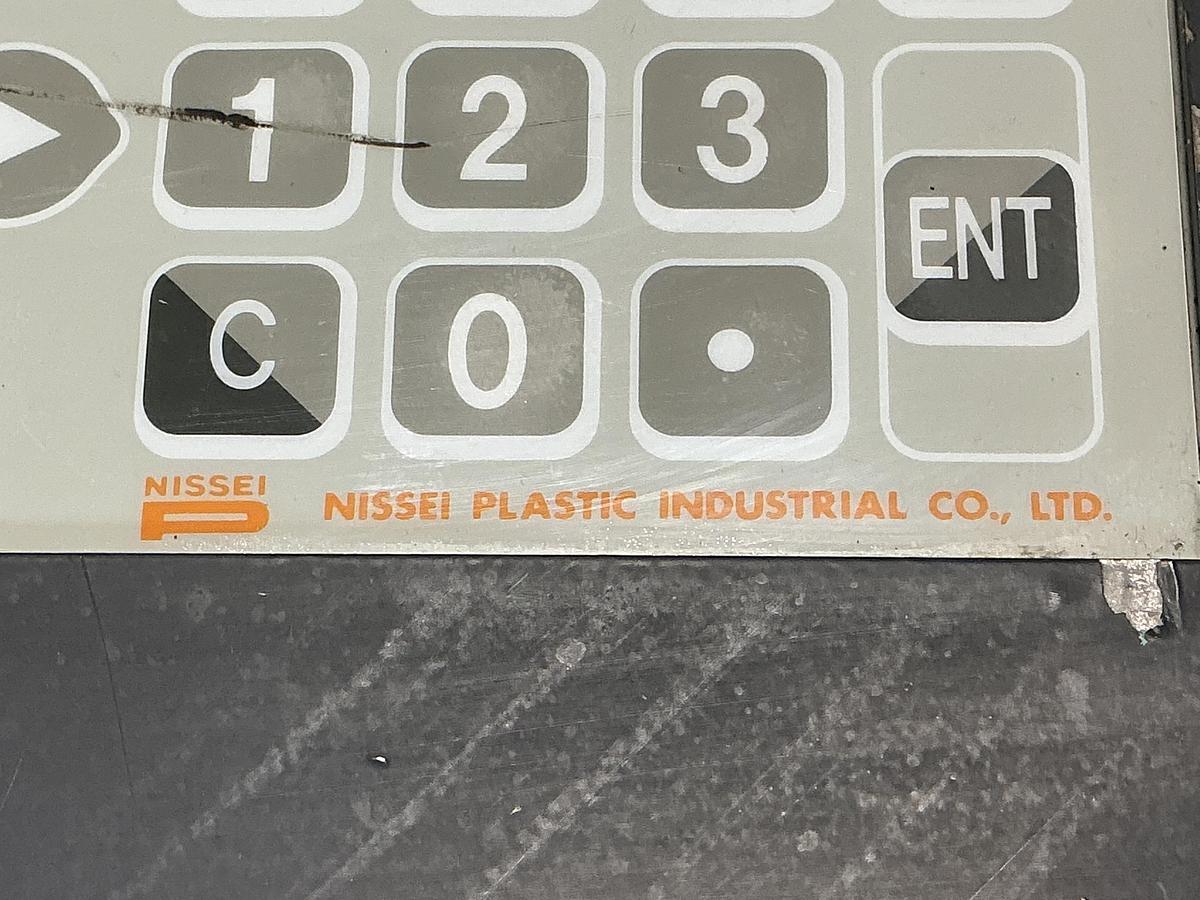 1 2 3
ENT
C 0 •
NISSEI
P
NISSEI PLASTIC INDUSTRIAL CO., LTD.